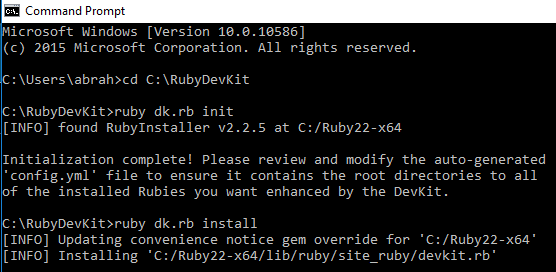 Command Prompt
Microsoft Windows [Version 10.0.10586]
(c) 2015 Microsoft Corporation. All rights reserved.
C:\Users\abrah>cd C:\RubyDevKit
C:\RubyDevKit>ruby dk.rb init
[INFO] found RubyInstaller v2.2.5 at C:/Ruby22-x64
Initialization complete! Please review and modify the auto-generated
'config.yml' file to ensure it contains the root directories to all
of the installed Rubies you want enhanced by the DevKit.
C:\RubyDevKit>ruby dk.rb install
[INFO] Updating convenience notice gem override for 'C:/Ruby22-x64'
[INFO] Installing 'C:/Ruby22-x64/lib/ruby/site_ruby/devkit.rb'